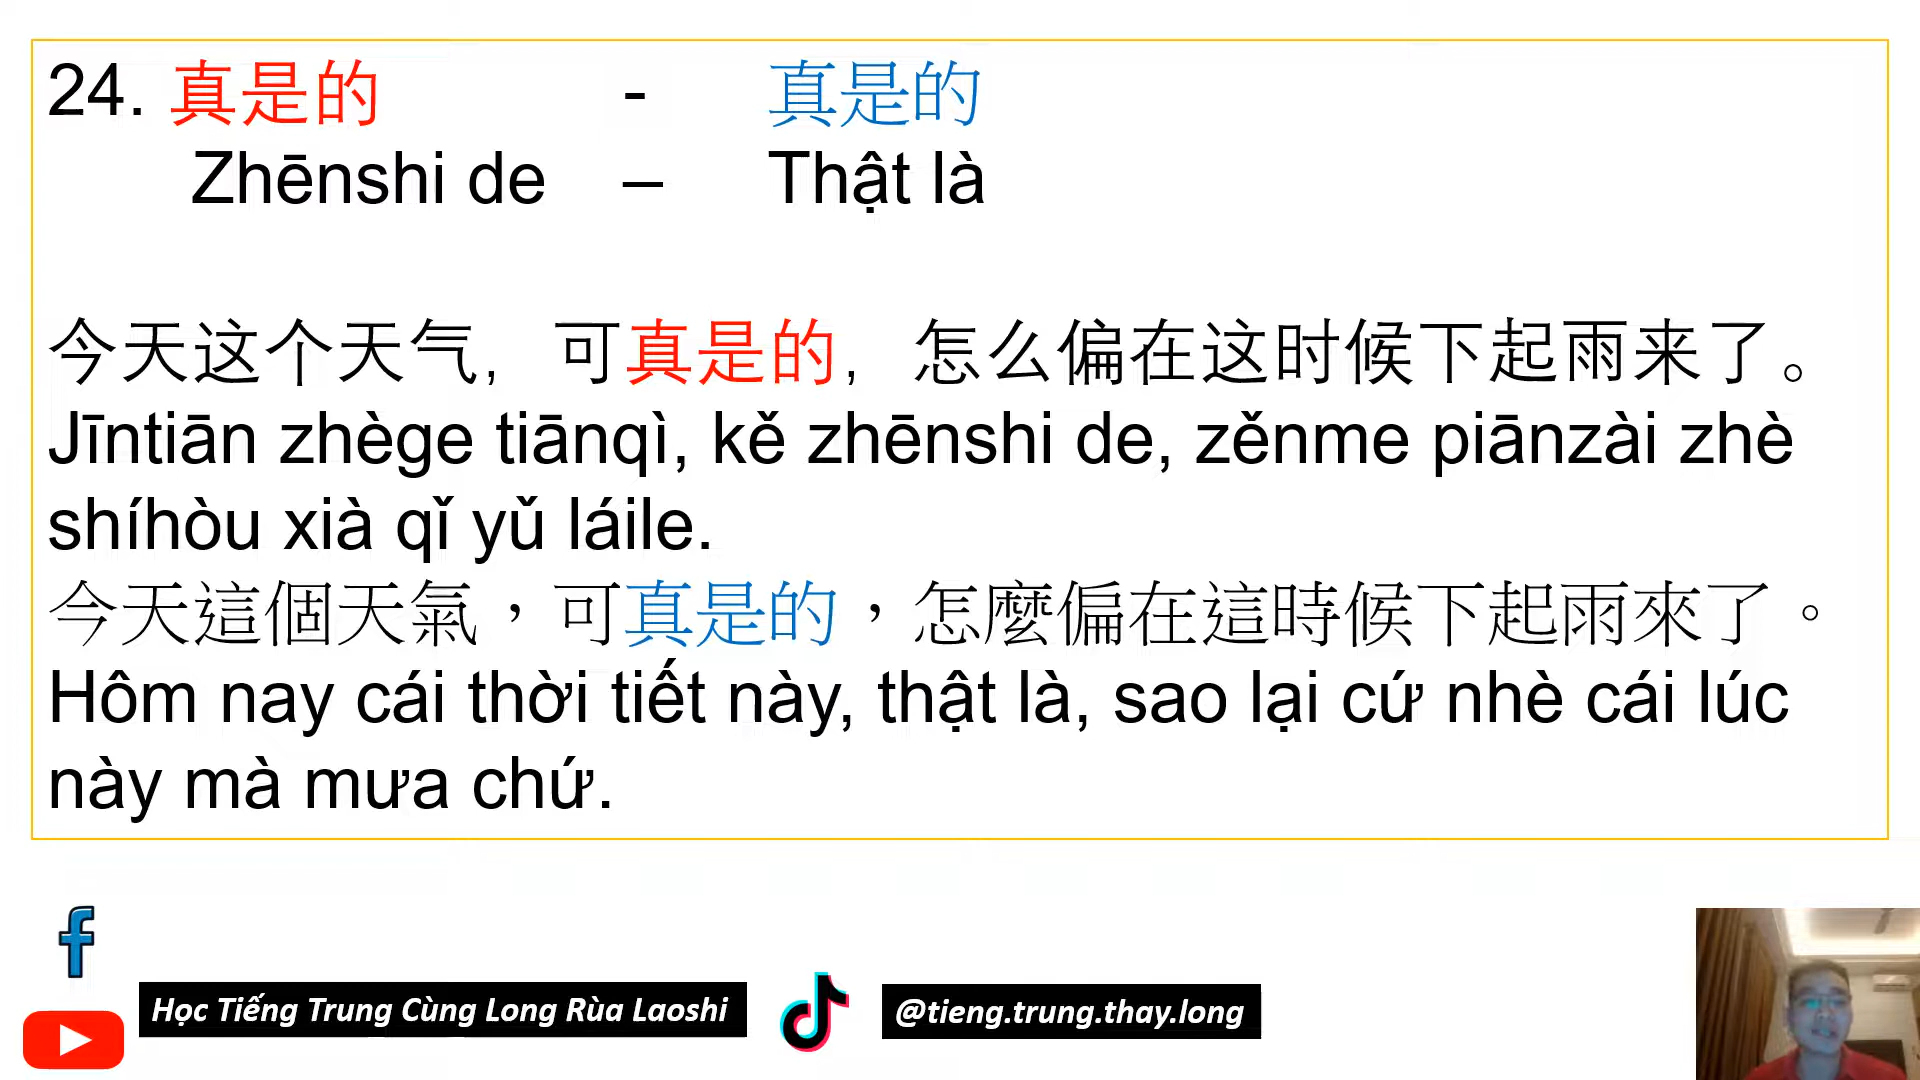 24. 真是的 - 真是的
Zhēnshi de – Thật là
今天这个天气，可真是的，怎么偏在这时候下起雨来了。
Jīntiān zhège tiānqì, kě zhēnshi de, zěnme piānzài zhè
shíhòu xià qǐ yǔ láile.
今天這個天氣，可真是的，怎麼偏在這時候下起雨來了。
Hôm nay cái thời tiết này, thật là, sao lại cứ nhè cái lúc
này mà mưa chứ.
Học Tiếng Trung Cùng Long Rùa Laoshi
@tieng.trung.thay.long